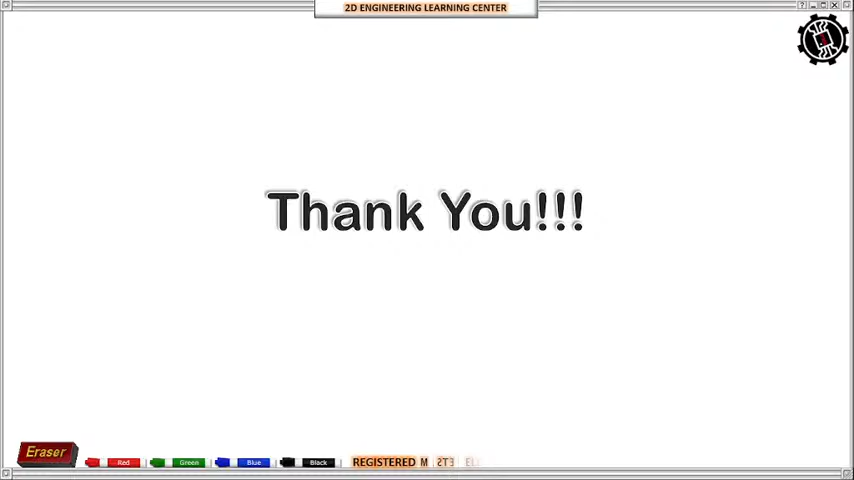 2D ENGINEERING LEARNING CENTER
Thank You!!!
Eraser
Red
Green
Blue
Black
REGISTERED M